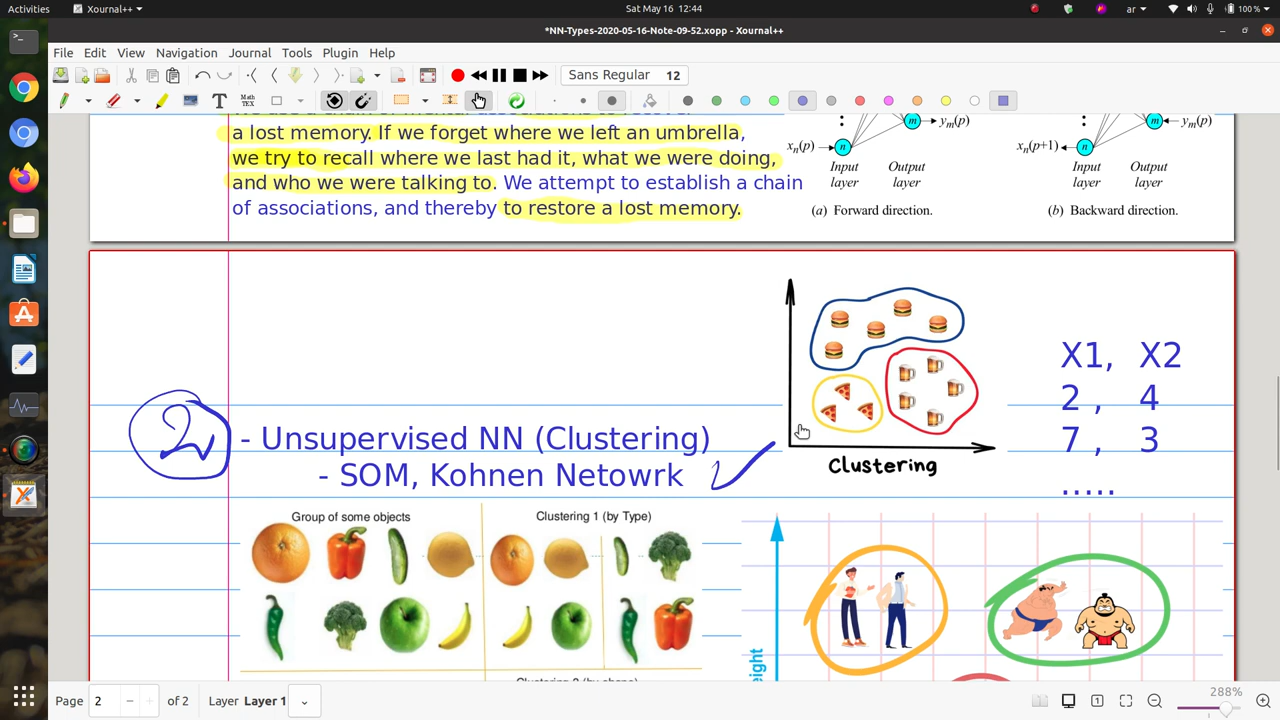 Activities
Xournal++
Sat May 16 12:44
ar
100 %
*NN-Types-2020-05-16-Note-09-52.xopp - Xournal++
File Edit View Navigation Journal Tools Plugin Help
Sans Regular 12
Math
TEX
a lost memory. If we forget where we left an umbrella,
we try to recall where we last had it, what we were doing,
and who we were talking to. We attempt to establish a chain
of associations, and thereby to restore a lost memory.
m ym(p)
xn(p) n
Input layer
Output layer
(a) Forward direction.
m ym(p)
xn(p+1) n
Input layer
Output layer
(b) Backward direction.
2
- Unsupervised NN (Clustering)
- SOM, Kohnen Netowrk
Clustering
X1, X2
2 , 4
7 , 3
.....
Group of some objects
Clustering 1 (by Type)
Page 2 of 2 Layer Layer 1
288%
1